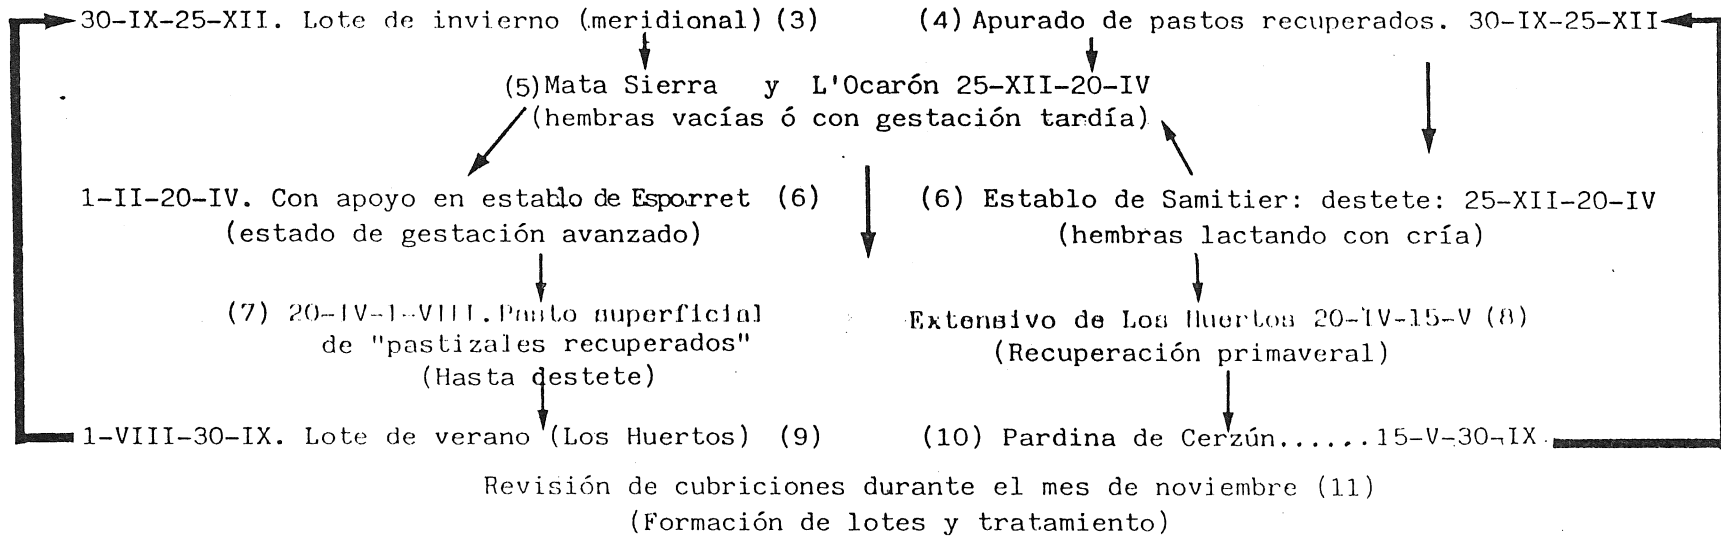 30-IX-25-XII. Lote de invierno (meridional) (3)
(4) Apurado de pastos recuperados. 30-IX-25-XII
(5) Mata Sierra y L'Ocarón 25-XII-20-IV
(hembras vacías ó con gestación tardía)
1-II-20-IV. Con apoyo en establo de Esporret (6)
(estado de gestación avanzado)
(6) Establo de Samitier: destete: 25-XII-20-IV
(hembras lactando con cría)
(7) 20-IV-1-VIII. Pasto superficial
de "pastizales recuperados"
(Hasta destete)
Extensivo de Los Huertos 20-IV-15-V (8)
(Recuperación primaveral)
1-VIII-30-IX. Lote de verano (Los Huertos) (9)
(10) Pardina de Cerzún......15-V-30-IX
Revisión de cubriciones durante el mes de noviembre (11)
(Formación de lotes y tratamiento)